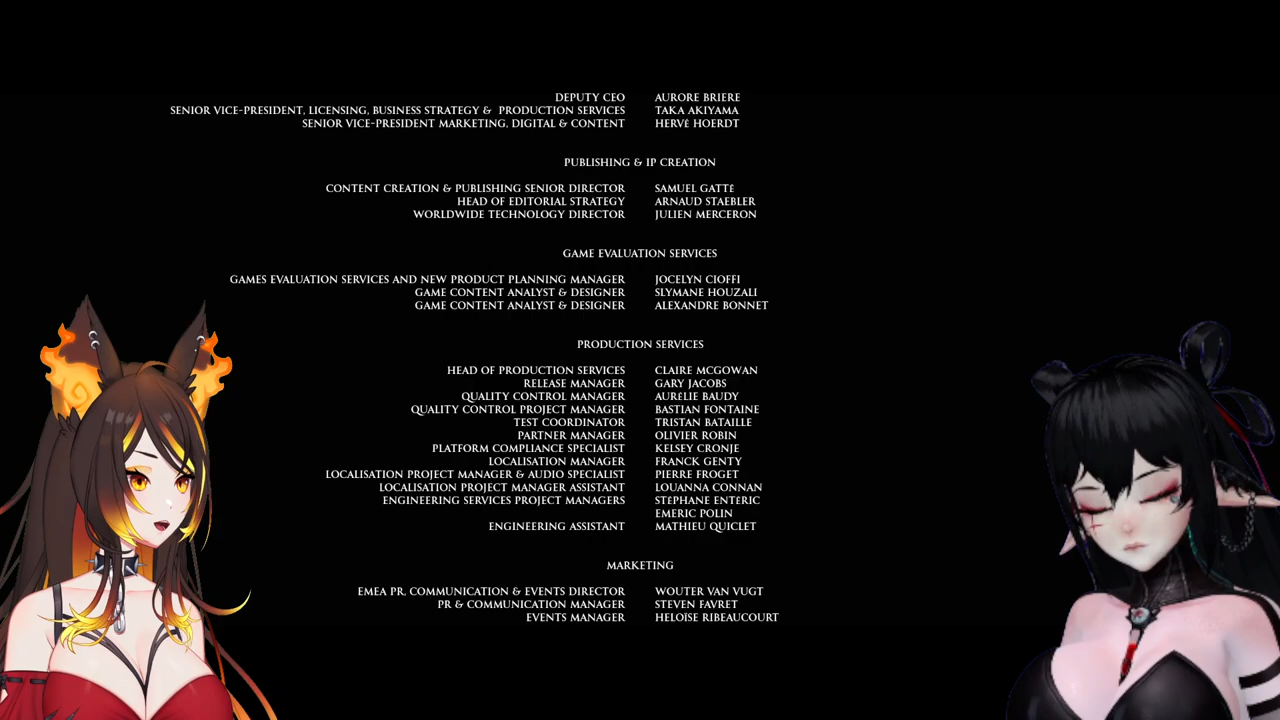 DEPUTY CEO AURORE BRIERE
SENIOR VICE-PRESIDENT, LICENSING, BUSINESS STRATEGY & PRODUCTION SERVICES TAKA AKIYAMA
SENIOR VICE-PRESIDENT MARKETING, DIGITAL & CONTENT HERVÉ HOERDT
PUBLISHING & IP CREATION
CONTENT CREATION & PUBLISHING SENIOR DIRECTOR SAMUEL GATTÉ
HEAD OF EDITORIAL STRATEGY ARNAUD STAEBLER
WORLDWIDE TECHNOLOGY DIRECTOR JULIEN MERCERON
GAME EVALUATION SERVICES
GAMES EVALUATION SERVICES AND NEW PRODUCT PLANNING MANAGER JOCELYN CIOFFI
GAME CONTENT ANALYST & DESIGNER SLYMANE HOUZALI
GAME CONTENT ANALYST & DESIGNER ALEXANDRE BONNET
PRODUCTION SERVICES
HEAD OF PRODUCTION SERVICES CLAIRE MCGOWAN
RELEASE MANAGER GARY JACOBS
QUALITY CONTROL MANAGER AURÉLIE BAUDY
QUALITY CONTROL PROJECT MANAGER BASTIAN FONTAINE
TEST COORDINATOR TRISTAN BATAILLE
PARTNER MANAGER OLIVIER ROBIN
PLATFORM COMPLIANCE SPECIALIST KELSEY CRONJE
LOCALISATION MANAGER FRANCK GENTY
LOCALISATION PROJECT MANAGER & AUDIO SPECIALIST PIERRE FROGET
LOCALISATION PROJECT MANAGER ASSISTANT LOUANNA CONNAN
ENGINEERING SERVICES PROJECT MANAGERS STÉPHANE ENTÉRIC
EMERIC POLIN
ENGINEERING ASSISTANT MATHIEU QUICLET
MARKETING
EMEA PR, COMMUNICATION & EVENTS DIRECTOR WOUTER VAN VUGT
PR & COMMUNICATION MANAGER STEVEN FAVRET
EVENTS MANAGER HELOÏSE RIBEAUCOURT